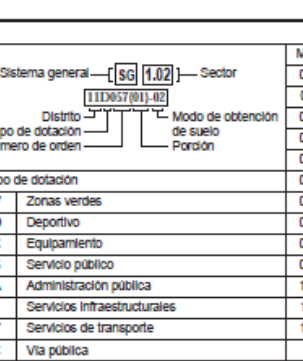 Sistema general SG 1.02 Sector
11D057(01)-02
Distrito Modo de obtención
po de dotación de suelo
mero de orden Porción
po de dotación
Zonas verdes
Deportivo
Equipamiento
Servicio público
Administración pública
Servicios infraestructurales
Servicios de transporte
Vía pública